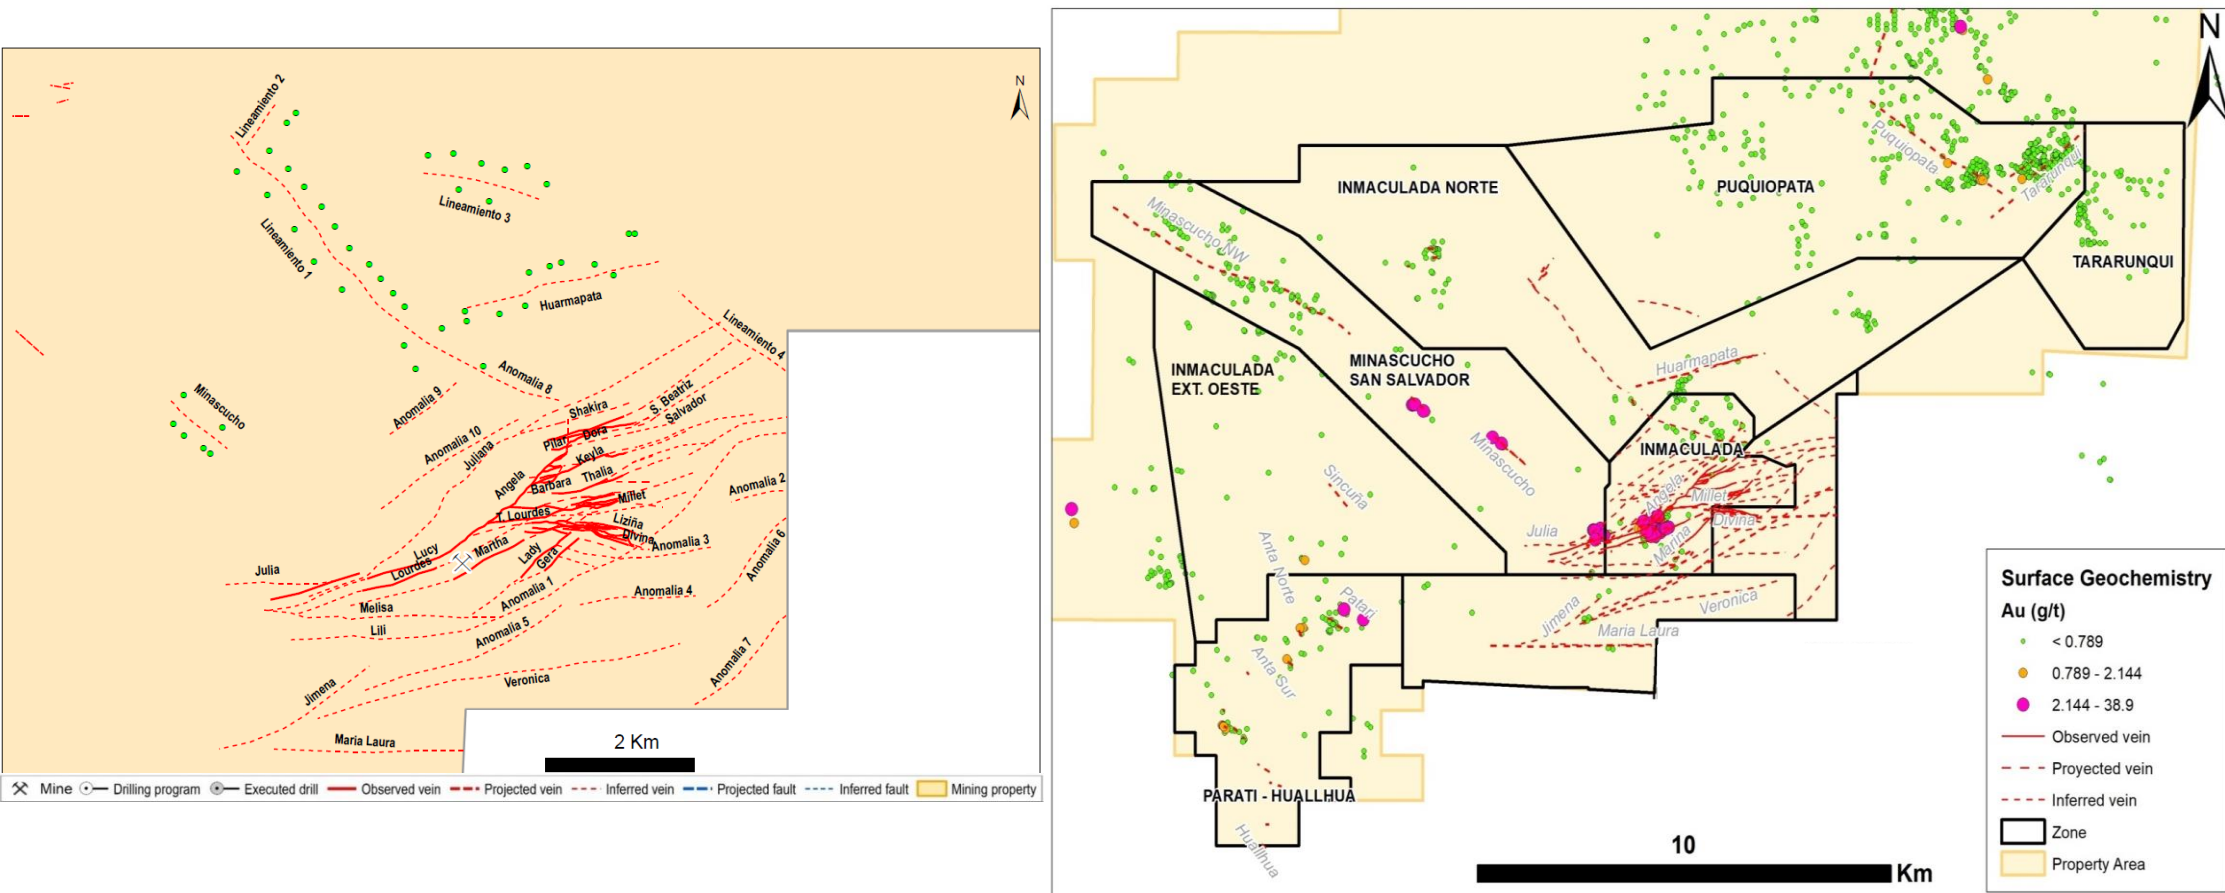 Lineamiento 2
N
Lineamiento 3
Lineamiento 1
Huarmapata
Lineamiento 4
Anomalia 8
Minascucho
Anomalia 9
Shakira
S. Beatriz
Salvador
Anomalia 10
Juliana
Pilar
Dora
Keyla
Angela
Barbara
Thalia
Millet
Anomalia 2
T. Lourdes
Liziña
Divina
Anomalia 3
Anomalia 6
Lucy
Martha
Lady
Gera
Lourdes
Julia
Anomalia 1
Anomalia 4
Melisa
Lili
Anomalia 5
Anomalia 7
Jimena
Veronica
Maria Laura
2 Km
Mine
Drilling program
Executed drill
Observed vein
Projected vein
Inferred vein
Projected fault
Inferred fault
Mining property
N
Puquiopata
Tararunqui
INMACULADA NORTE
PUQUIOPATA
Minascucho NW
TARARUNQUI
INMACULADA
EXT. OESTE
MINASCUCHO
SAN SALVADOR
Huarmapata
INMACULADA
Minascucho
Sincuña
Angela
Millet
Divina
Julia
Marina
Anta Norte
Patari
Jimena
Veronica
Maria Laura
Anta Sur
PARATI - HUALLHUA
Huallhua
10
Km
Surface Geochemistry
Au (g/t)
< 0.789
0.789 - 2.144
2.144 - 38.9
Observed vein
Proyected vein
Inferred vein
Zone
Property Area